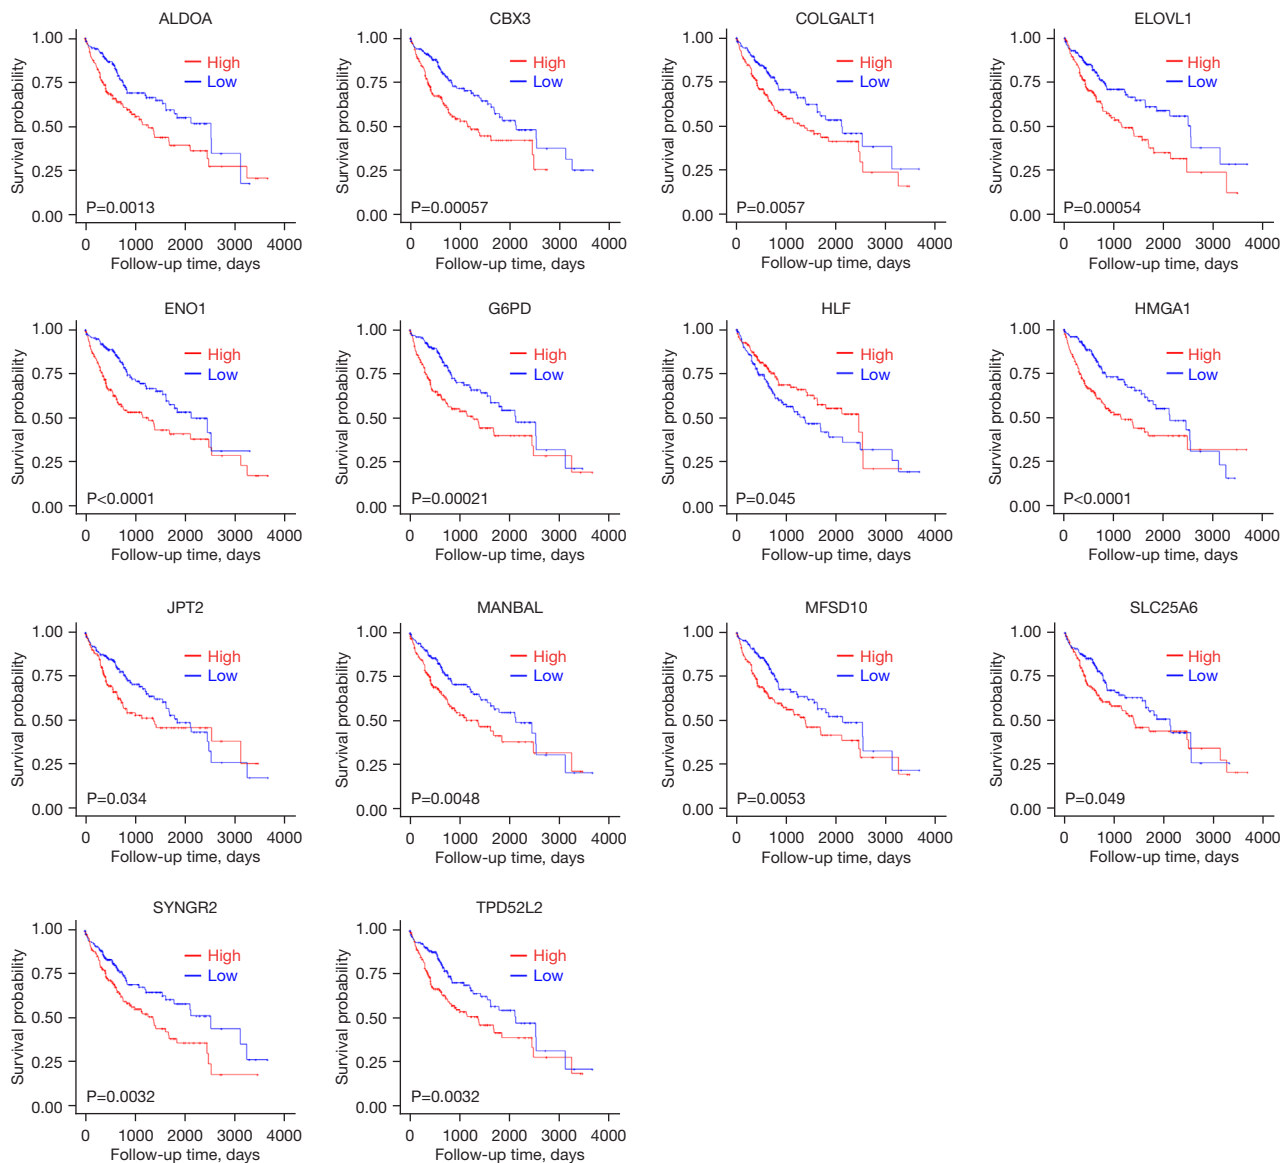 ALDOA
Survival probability
1.00
0.75
0.50
0.25
0.00
High
Low
P=0.0013
0 1000 2000 3000 4000
Follow-up time, days
CBX3
Survival probability
1.00
0.75
0.50
0.25
0.00
High
Low
P=0.00057
0 1000 2000 3000 4000
Follow-up time, days
COLGALT1
Survival probability
1.00
0.75
0.50
0.25
0.00
High
Low
P=0.0057
0 1000 2000 3000 4000
Follow-up time, days
ELOVL1
Survival probability
1.00
0.75
0.50
0.25
0.00
High
Low
P=0.00054
0 1000 2000 3000 4000
Follow-up time, days
ENO1
Survival probability
1.00
0.75
0.50
0.25
0.00
High
Low
P<0.0001
0 1000 2000 3000 4000
Follow-up time, days
G6PD
Survival probability
1.00
0.75
0.50
0.25
0.00
High
Low
P=0.00021
0 1000 2000 3000 4000
Follow-up time, days
HLF
Survival probability
1.00
0.75
0.50
0.25
0.00
High
Low
P=0.045
0 1000 2000 3000 4000
Follow-up time, days
HMGA1
Survival probability
1.00
0.75
0.50
0.25
0.00
High
Low
P<0.0001
0 1000 2000 3000 4000
Follow-up time, days
JPT2
Survival probability
1.00
0.75
0.50
0.25
0.00
High
Low
P=0.034
0 1000 2000 3000 4000
Follow-up time, days
MANBAL
Survival probability
1.00
0.75
0.50
0.25
0.00
High
Low
P=0.0048
0 1000 2000 3000 4000
Follow-up time, days
MFSD10
Survival probability
1.00
0.75
0.50
0.25
0.00
High
Low
P=0.0053
0 1000 2000 3000 4000
Follow-up time, days
SLC25A6
Survival probability
1.00
0.75
0.50
0.25
0.00
High
Low
P=0.049
0 1000 2000 3000 4000
Follow-up time, days
SYNGR2
Survival probability
1.00
0.75
0.50
0.25
0.00
High
Low
P=0.0032
0 1000 2000 3000 4000
Follow-up time, days
TPD52L2
Survival probability
1.00
0.75
0.50
0.25
0.00
High
Low
P=0.0032
0 1000 2000 3000 4000
Follow-up time, days